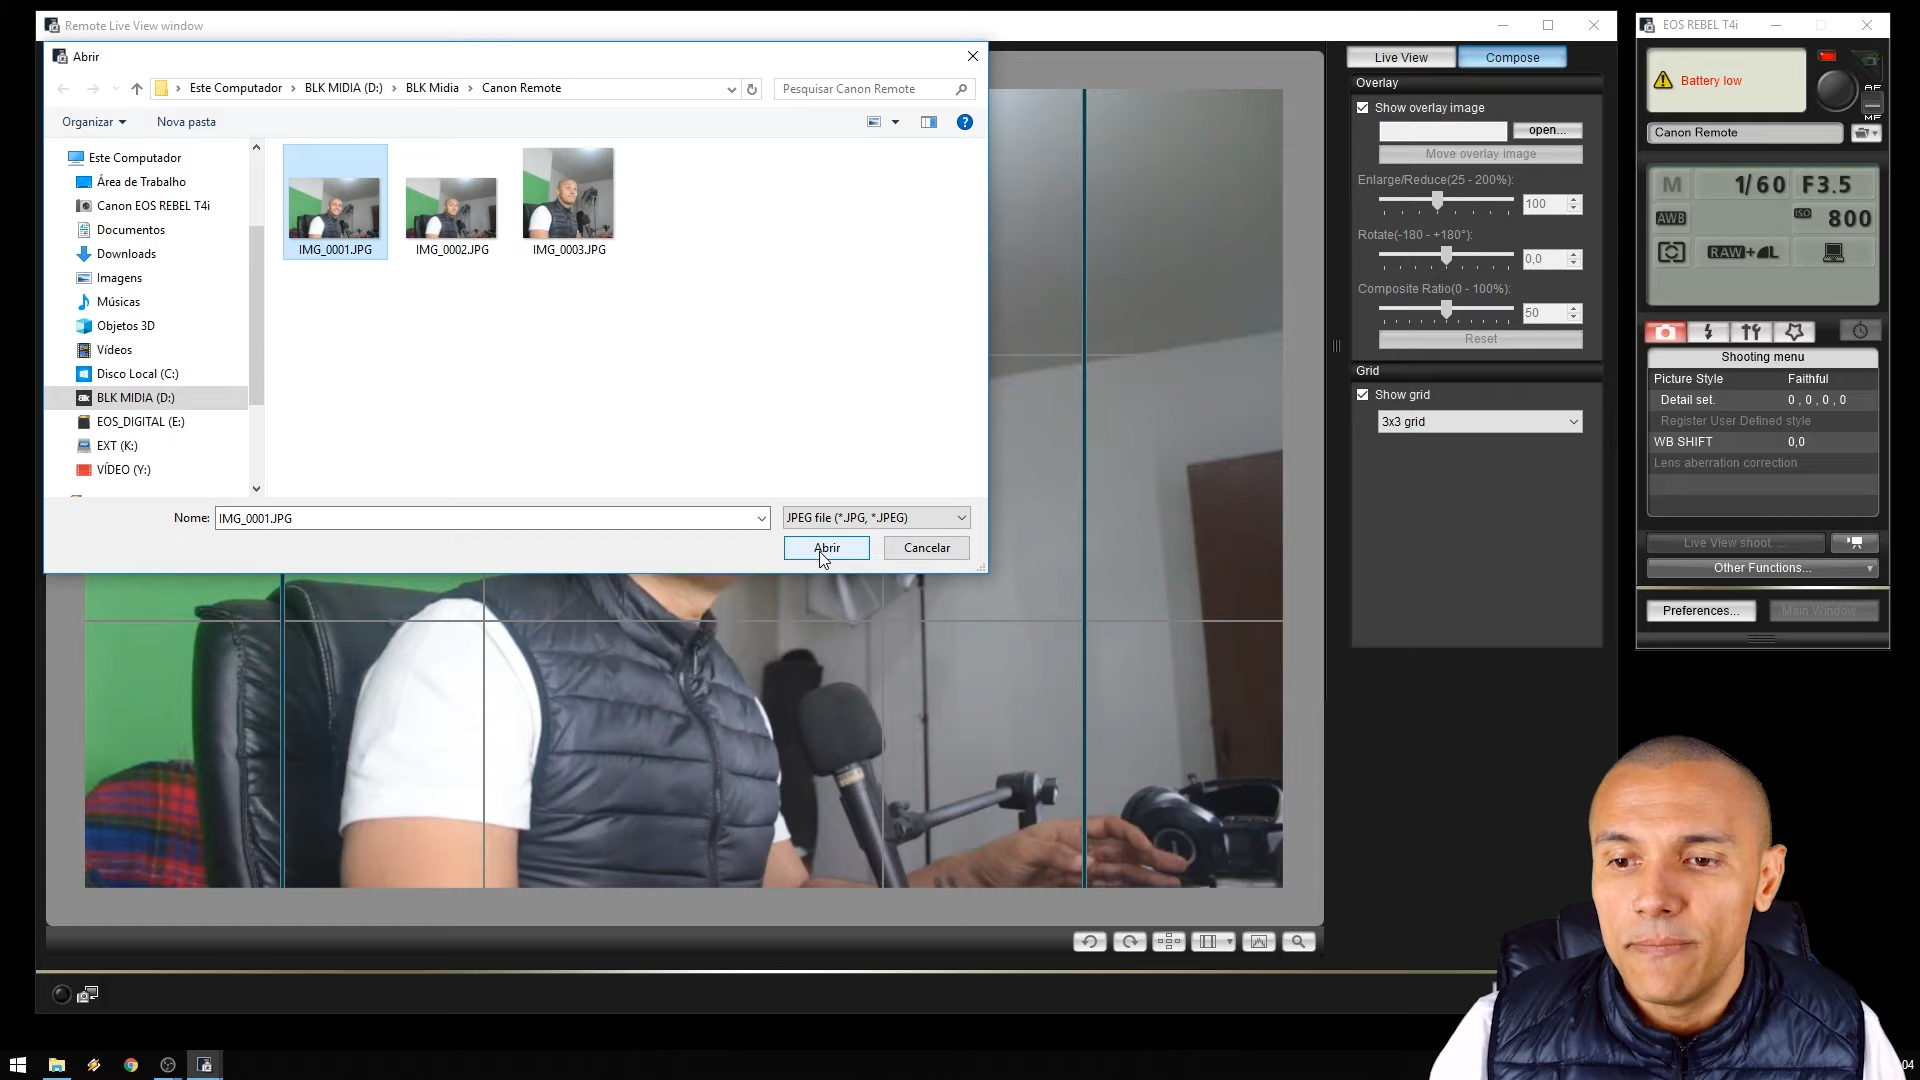 Remote Live View window
Abrir
Este Computador > BLK MIDIA (D:) > BLK Midia > Canon Remote
Pesquisar Canon Remote
Organizar
Nova pasta
Este Computador
Área de Trabalho
Canon EOS REBEL T4i
Documentos
Downloads
Imagens
Músicas
Objetos 3D
Vídeos
Disco Local (C:)
BLK MIDIA (D:)
EOS_DIGITAL (E:)
EXT (K:)
VÍDEO (Y:)
IMG_0001.JPG
IMG_0002.JPG
IMG_0003.JPG
Nome: IMG_0001.JPG
JPEG file (*.JPG, *.JPEG)
Abrir
Cancelar
Live View
Compose
Overlay
Show overlay image
open...
Move overlay image
Enlarge/Reduce(25 - 200%):
100
Rotate(-180 - +180°):
0,0
Composite Ratio(0 - 100%):
50
Reset
Grid
Show grid
3x3 grid
EOS REBEL T4i
Battery low
AF
MF
Canon Remote
M 1/60 F3.5
AWB ISO 800
RAW+L
Shooting menu
Picture Style Faithful
Detail set. 0 , 0 , 0 , 0
Register User Defined style
WB SHIFT 0,0
Lens aberration correction
Live View shoot. ...
Other Functions...
Preferences...
Main Window...
04